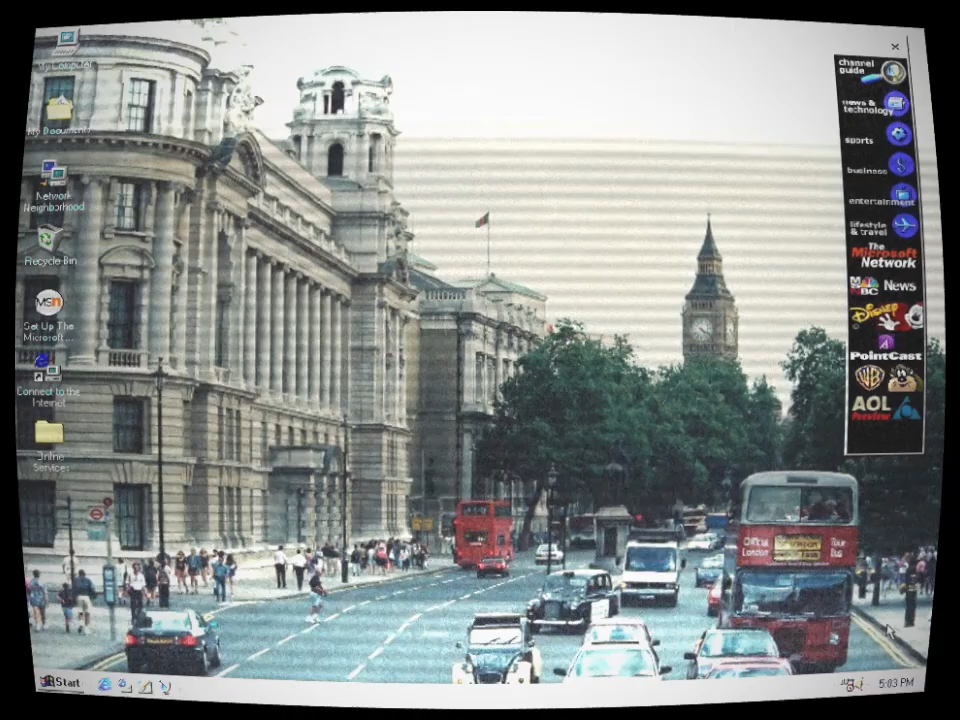 My Computer
My Documents
Network
Neighborhood
Recycle Bin
msn
Set Up The
Microsoft ...
Connect to the
Internet
Online
Services
channel
guide
news &
technology
sports
business
entertainment
lifestyle
& travel
The
Microsoft
Network
MSNBC News
Disney
PointCast
WB
AOL
Preview
Official
London
Tour
Bus
Start
5:03 PM